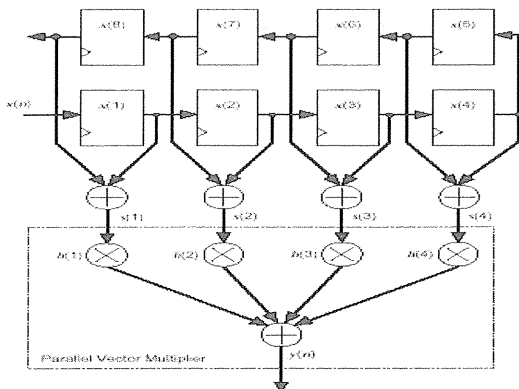 x(8) x(7) x(6) x(5)
x(n) x(1) x(2) x(3) x(4)
s(1) s(2) s(3) s(4)
h(1) h(2) h(3) h(4)
Parallel Vector Multiplier
y(n)